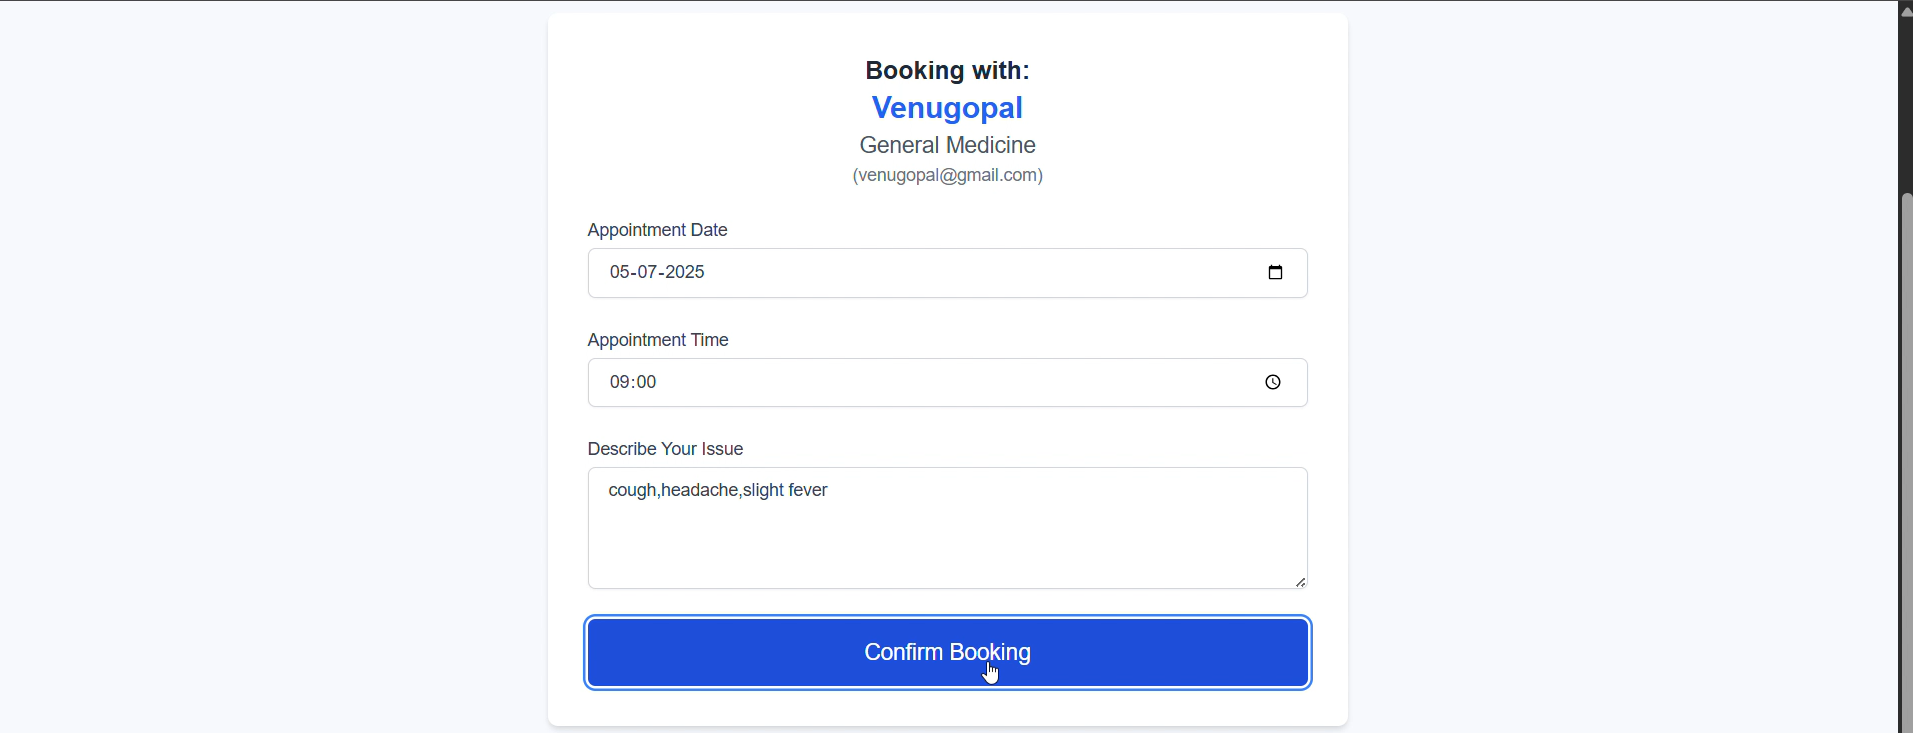 Booking with:
Venugopal
General Medicine
(venugopal@gmail.com)
Appointment Date
05-07-2025
Appointment Time
09:00
Describe Your Issue
cough,headache,slight fever
Confirm Booking